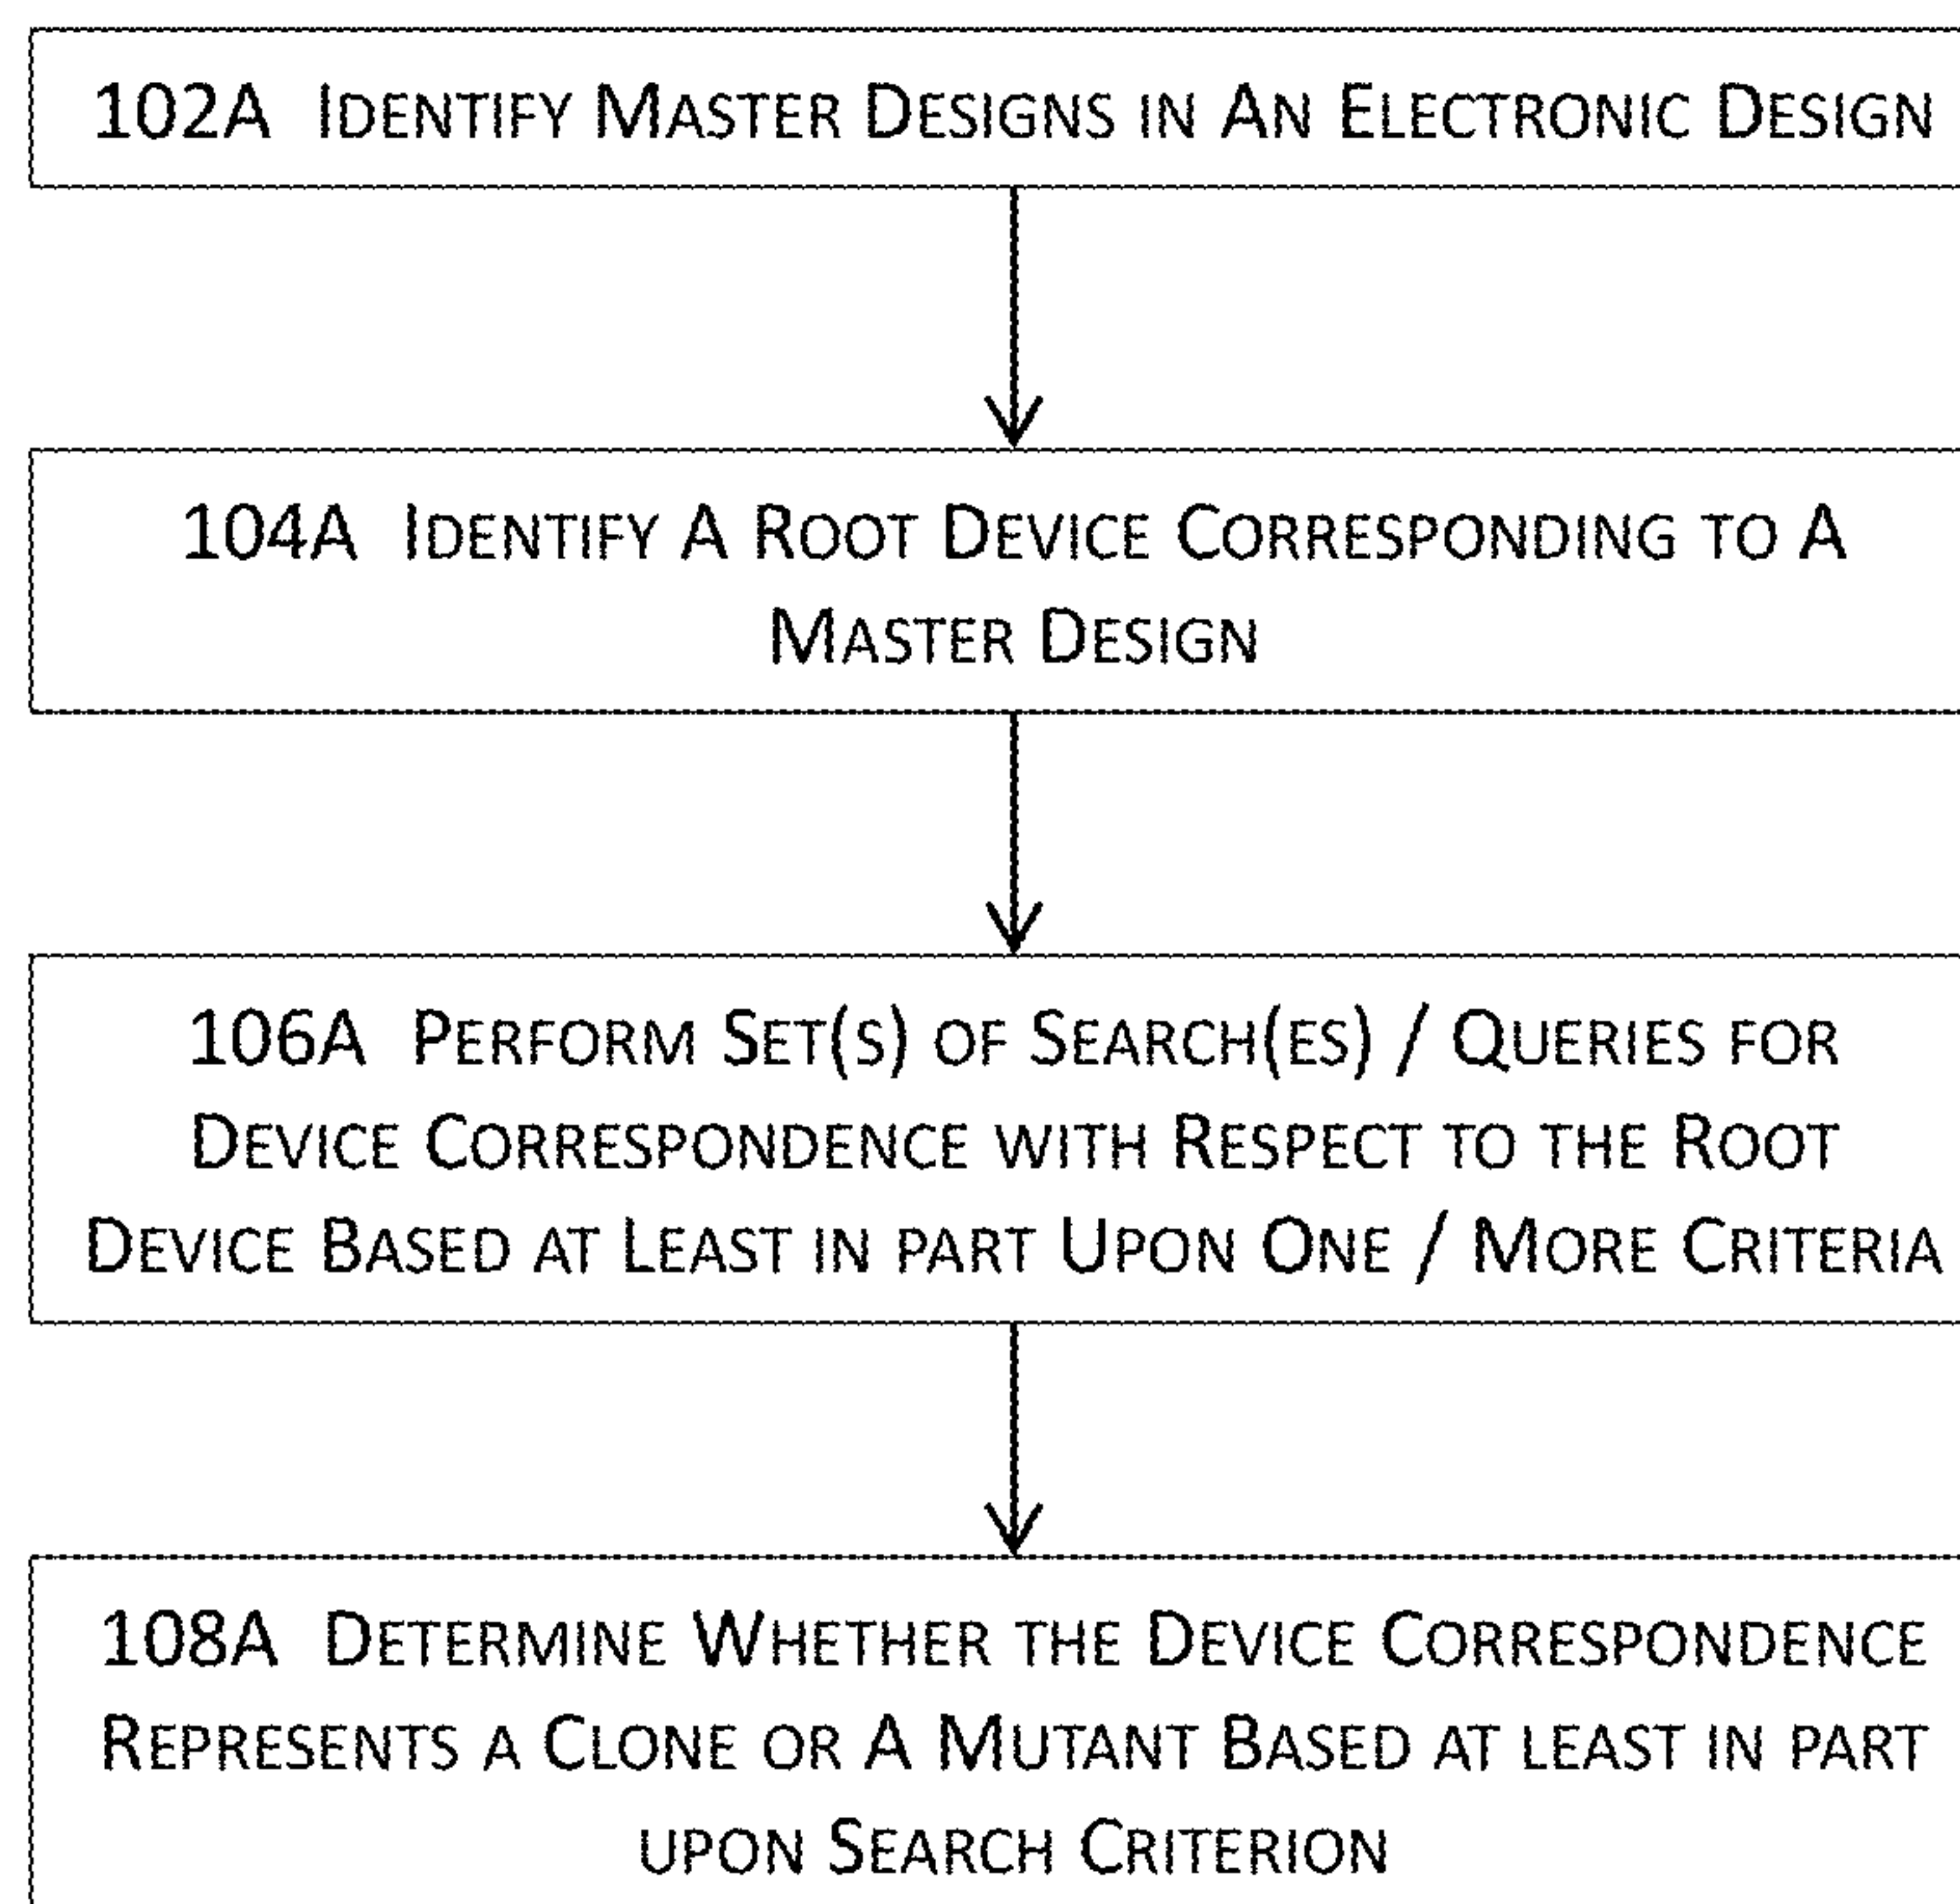 102A Identify Master Designs in An Electronic Design
104A Identify A Root Device Corresponding to A
Master Design
106A Perform Set(s) of Search(es) / Queries for
Device Correspondence with Respect to the Root
Device Based at Least in part Upon One / More Criteria
108A Determine Whether the Device Correspondence
Represents a Clone or A Mutant Based at least in part
upon Search Criterion